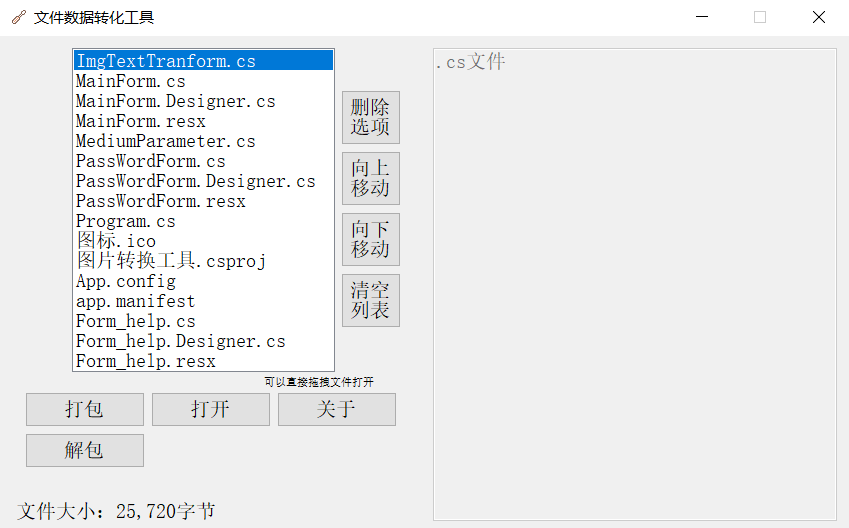 文件数据转化工具
ImgTextTranform.cs
MainForm.cs
MainForm.Designer.cs
MainForm.resx
MediumParameter.cs
PassWordForm.cs
PassWordForm.Designer.cs
PassWordForm.resx
Program.cs
图标.ico
图片转换工具.csproj
App.config
app.manifest
Form_help.cs
Form_help.Designer.cs
Form_help.resx
删除
选项
向上
移动
向下
移动
清空
列表
.cs文件
可以直接拖拽文件打开
打包
打开
关于
解包
文件大小: 25,720字节